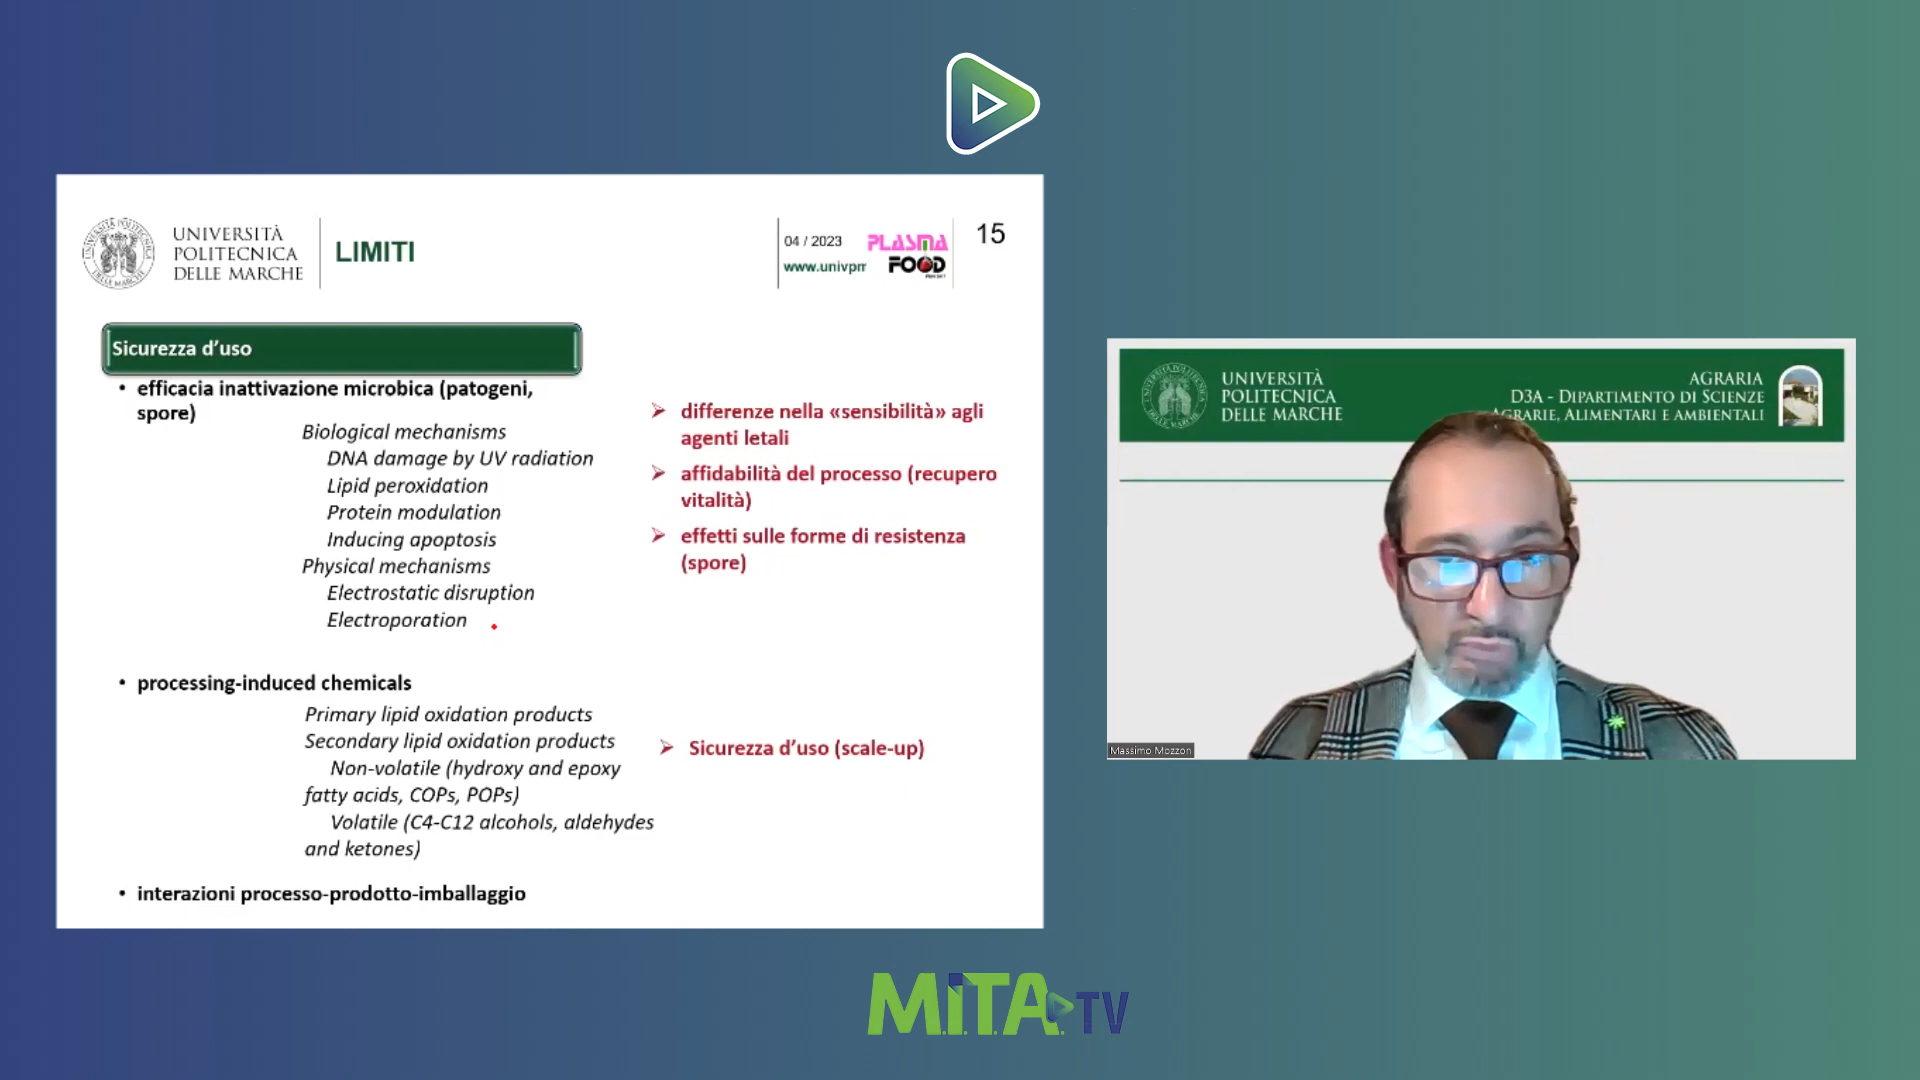 UNIVERSITÀ
POLITECNICA
DELLE MARCHE
LIMITI
04 / 2023
www.univpm
PLASMA
FOOD
15
Sicurezza d’uso
• efficacia inattivazione microbica (patogeni,
spore)
Biological mechanisms
DNA damage by UV radiation
Lipid peroxidation
Protein modulation
Inducing apoptosis
Physical mechanisms
Electrostatic disruption
Electroporation
➢ differenze nella «sensibilità» agli
agenti letali
➢ affidabilità del processo (recupero
vitalità)
➢ effetti sulle forme di resistenza
(spore)
• processing-induced chemicals
Primary lipid oxidation products
Secondary lipid oxidation products
Non-volatile (hydroxy and epoxy
fatty acids, COPs, POPs)
Volatile (C4-C12 alcohols, aldehydes
and ketones)
➢ Sicurezza d’uso (scale-up)
• interazioni processo-prodotto-imballaggio
UNIVERSITÀ
POLITECNICA
DELLE MARCHE
AGRARIA
D3A - DIPARTIMENTO DI SCIENZE
AGRARIE, ALIMENTARI E AMBIENTALI
Massimo Mozzon
M.I.T.A. TV